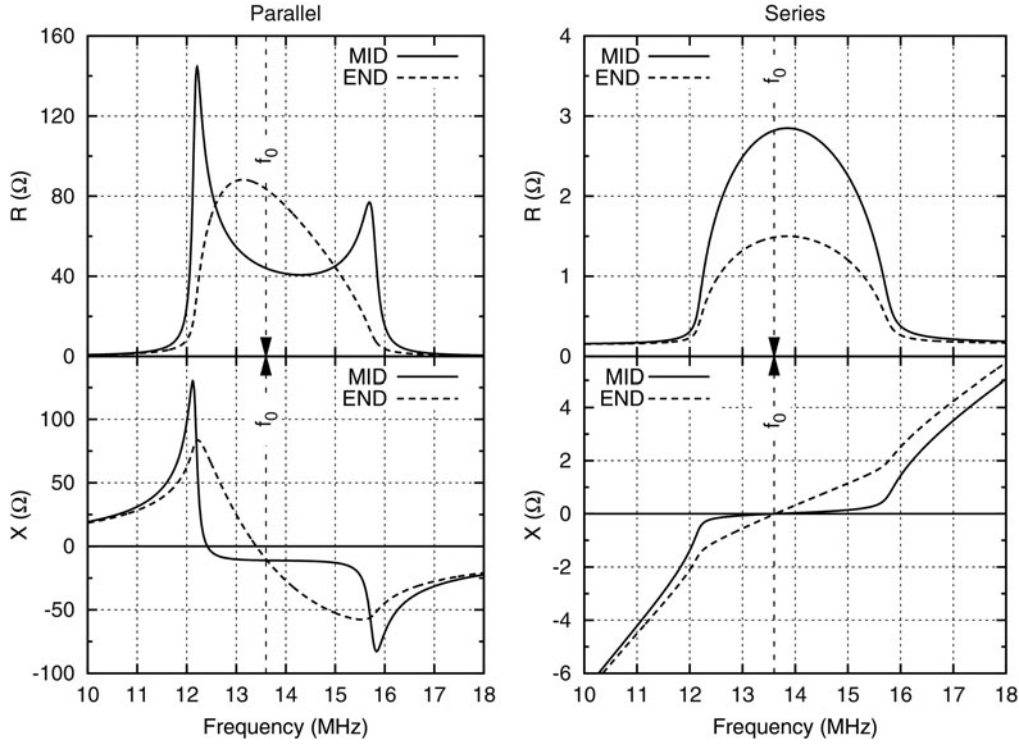 Parallel
160
120
80
40
0
R (Ω)
MID
END
f0
100
50
0
-50
-100
X (Ω)
MID
END
f0
10 11 12 13 14 15 16 17 18
Frequency (MHz)
Series
4
3
2
1
0
R (Ω)
MID
END
f0
4
2
0
-2
-4
-6
X (Ω)
MID
END
f0
10 11 12 13 14 15 16 17 18
Frequency (MHz)